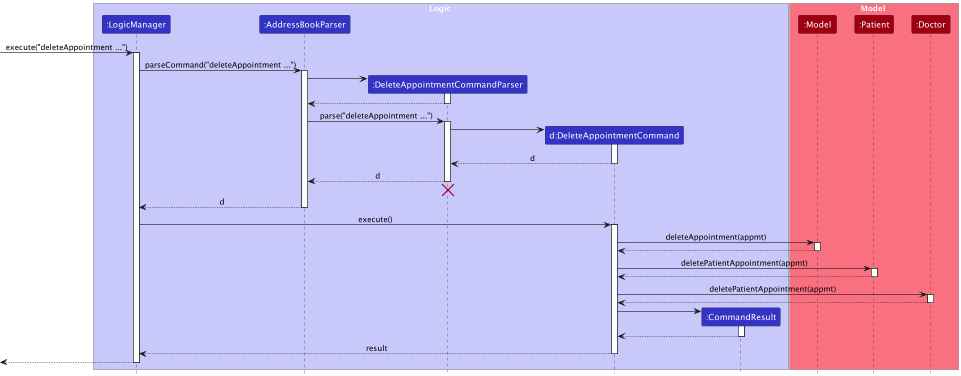 Logic
Model
:LogicManager
:AddressBookParser
:Model
:Patient
:Doctor
execute("deleteAppointment ...")
parseCommand("deleteAppointment ...")
:DeleteAppointmentCommandParser
parse("deleteAppointment ...")
d:DeleteAppointmentCommand
d
d
d
execute()
deleteAppointment(appmt)
deletePatientAppointment(appmt)
deletePatientAppointment(appmt)
:CommandResult
result